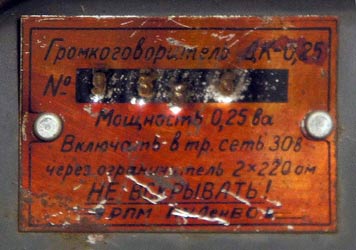 Громкоговоритель ДК-0,25
№
Мощность 0,25 ва
Включать в тр. сеть 30в
через ограничитель 2×220 ом
НЕ ВСКРЫВАТЬ!
РПМ